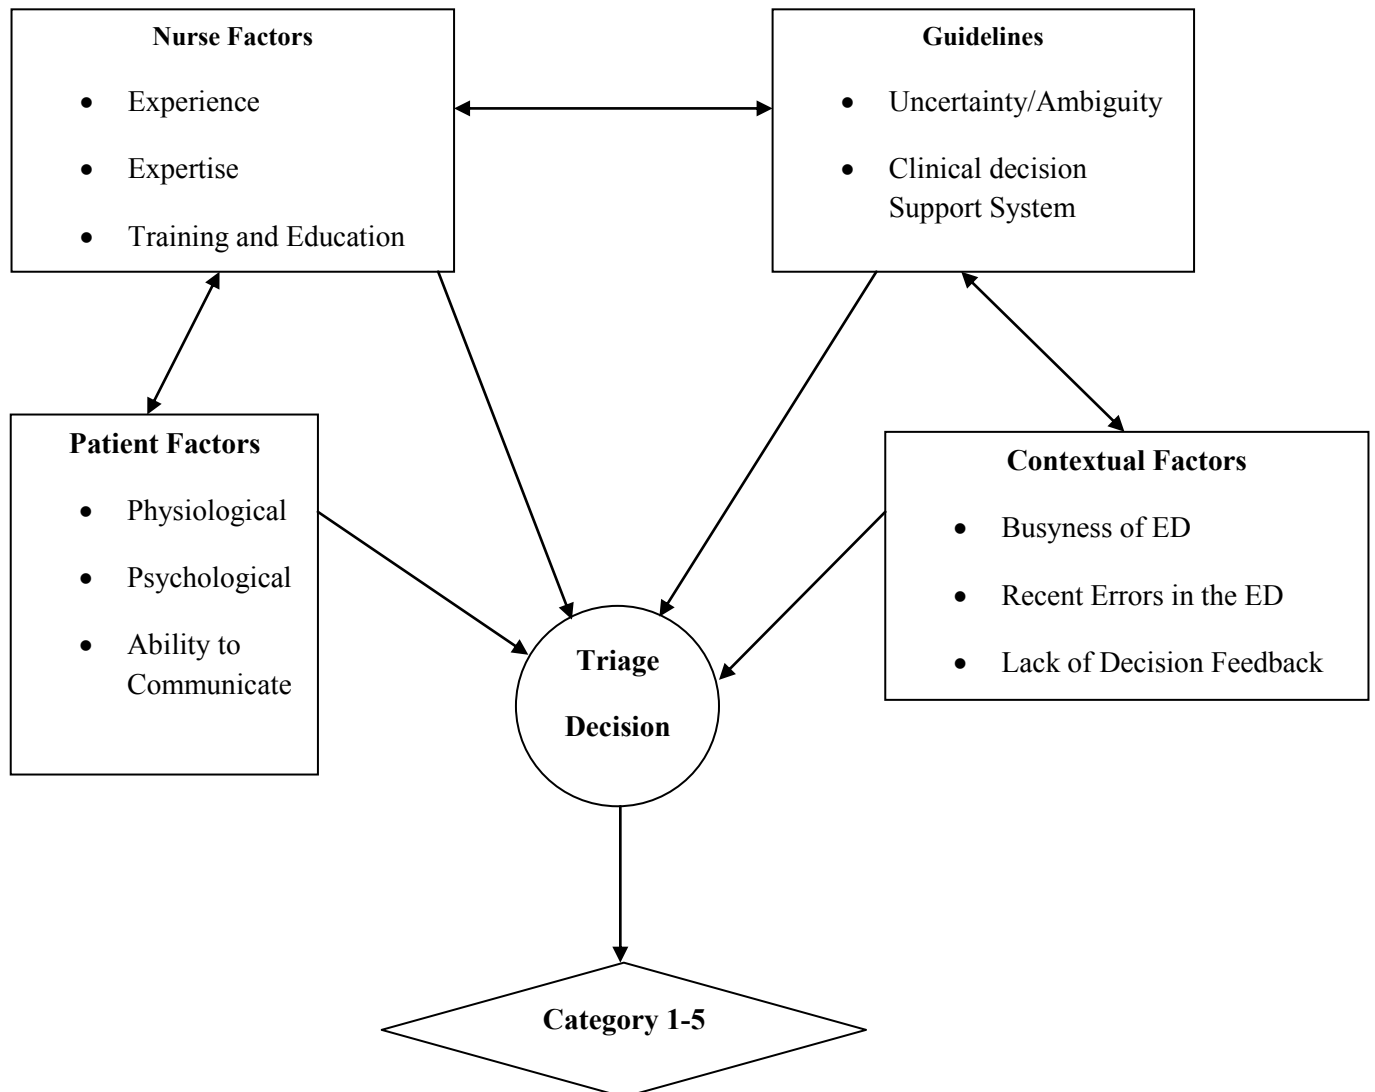 Nurse Factors
• Experience
• Expertise
• Training and Education
Guidelines
• Uncertainty/Ambiguity
• Clinical decision
Support System
Patient Factors
• Physiological
• Psychological
• Ability to
Communicate
Contextual Factors
• Busyness of ED
• Recent Errors in the ED
• Lack of Decision Feedback
Triage
Decision
Category 1-5